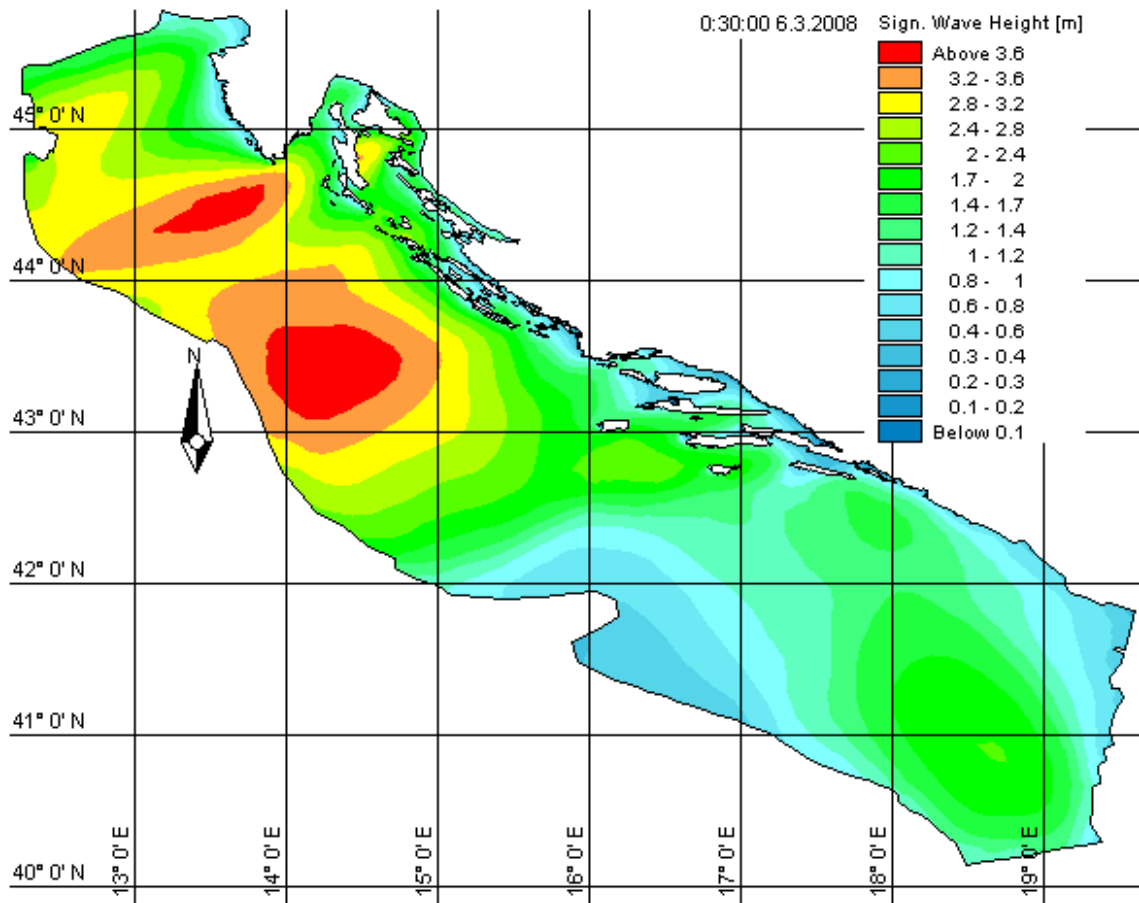 0:30:00 6.3.2008
Sign. Wave Height [m]
Above 3.6
3.2 - 3.6
2.8 - 3.2
2.4 - 2.8
2 - 2.4
1.7 - 2
1.4 - 1.7
1.2 - 1.4
1 - 1.2
0.8 - 1
0.6 - 0.8
0.4 - 0.6
0.3 - 0.4
0.2 - 0.3
0.1 - 0.2
Below 0.1
45° 0' N
44° 0' N
N
43° 0' N
42° 0' N
41° 0' N
40° 0' N
13° 0' E
14° 0' E
15° 0' E
16° 0' E
17° 0' E
18° 0' E
19° 0' E